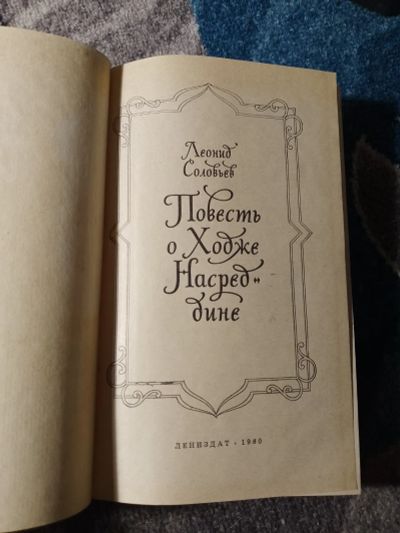 Леонид
Соловьев
Повесть
о Ходже
Насред-
дине
ЛЕНИЗДАТ • 1980